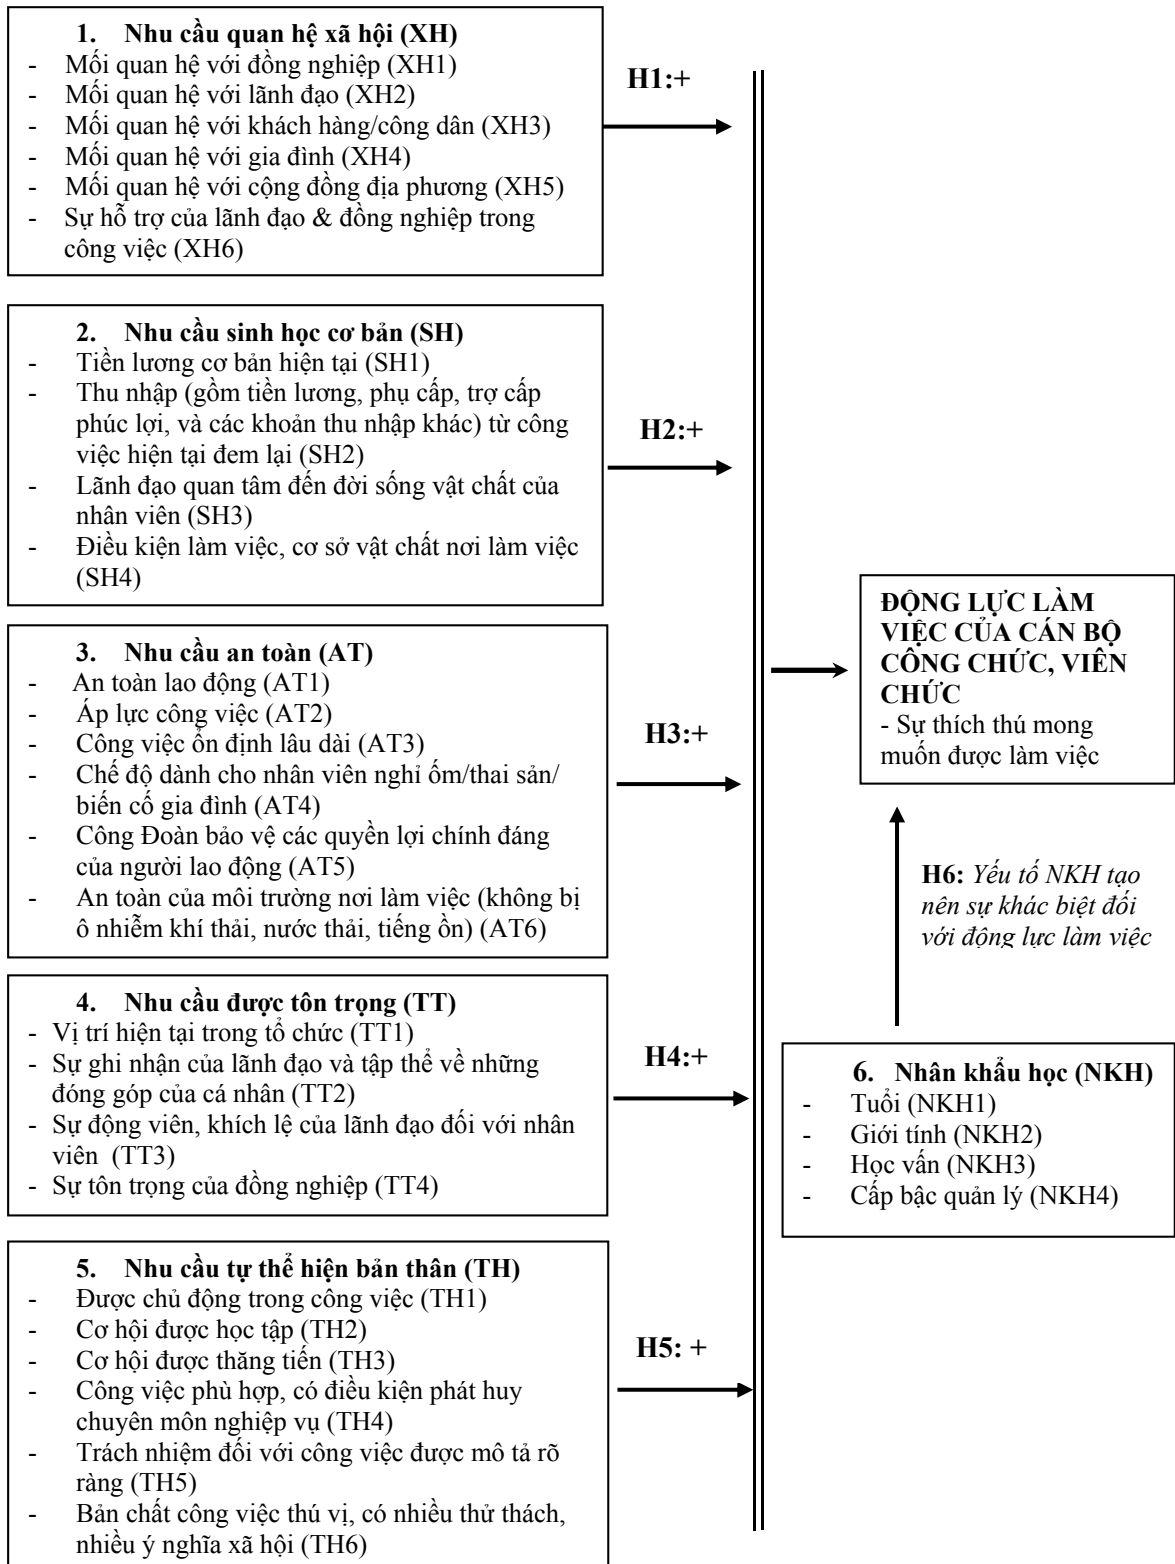 1. Nhu cầu quan hệ xã hội (XH)
- Mối quan hệ với đồng nghiệp (XH1)
- Mối quan hệ với lãnh đạo (XH2)
- Mối quan hệ với khách hàng/công dân (XH3)
- Mối quan hệ với gia đình (XH4)
- Mối quan hệ với cộng đồng địa phương (XH5)
- Sự hỗ trợ của lãnh đạo & đồng nghiệp trong
công việc (XH6)
H1:+
2. Nhu cầu sinh học cơ bản (SH)
- Tiền lương cơ bản hiện tại (SH1)
- Thu nhập (gồm tiền lương, phụ cấp, trợ cấp
phúc lợi, và các khoản thu nhập khác) từ công
việc hiện tại đem lại (SH2)
- Lãnh đạo quan tâm đến đời sống vật chất của
nhân viên (SH3)
- Điều kiện làm việc, cơ sở vật chất nơi làm việc
(SH4)
H2:+
3. Nhu cầu an toàn (AT)
- An toàn lao động (AT1)
- Áp lực công việc (AT2)
- Công việc ổn định lâu dài (AT3)
- Chế độ dành cho nhân viên nghỉ ốm/thai sản/
biến cố gia đình (AT4)
- Công Đoàn bảo vệ các quyền lợi chính đáng
của người lao động (AT5)
- An toàn của môi trường nơi làm việc (không bị
ô nhiễm khí thải, nước thải, tiếng ồn) (AT6)
H3:+
4. Nhu cầu được tôn trọng (TT)
- Vị trí hiện tại trong tổ chức (TT1)
- Sự ghi nhận của lãnh đạo và tập thể về những
đóng góp của cá nhân (TT2)
- Sự động viên, khích lệ của lãnh đạo đối với nhân
viên (TT3)
- Sự tôn trọng của đồng nghiệp (TT4)
H4:+
5. Nhu cầu tự thể hiện bản thân (TH)
- Được chủ động trong công việc (TH1)
- Cơ hội được học tập (TH2)
- Cơ hội được thăng tiến (TH3)
- Công việc phù hợp, có điều kiện phát huy
chuyên môn nghiệp vụ (TH4)
- Trách nhiệm đối với công việc được mô tả rõ
ràng (TH5)
- Bản chất công việc thú vị, có nhiều thử thách,
nhiều ý nghĩa xã hội (TH6)
H5: +
ĐỘNG LỰC LÀM
VIỆC CỦA CÁN BỘ
CÔNG CHỨC, VIÊN
CHỨC
- Sự thích thú mong
muốn được làm việc
H6: Yếu tố NKH tạo
nên sự khác biệt đối
với động lực làm việc
6. Nhân khẩu học (NKH)
- Tuổi (NKH1)
- Giới tính (NKH2)
- Học vấn (NKH3)
- Cấp bậc quản lý (NKH4)